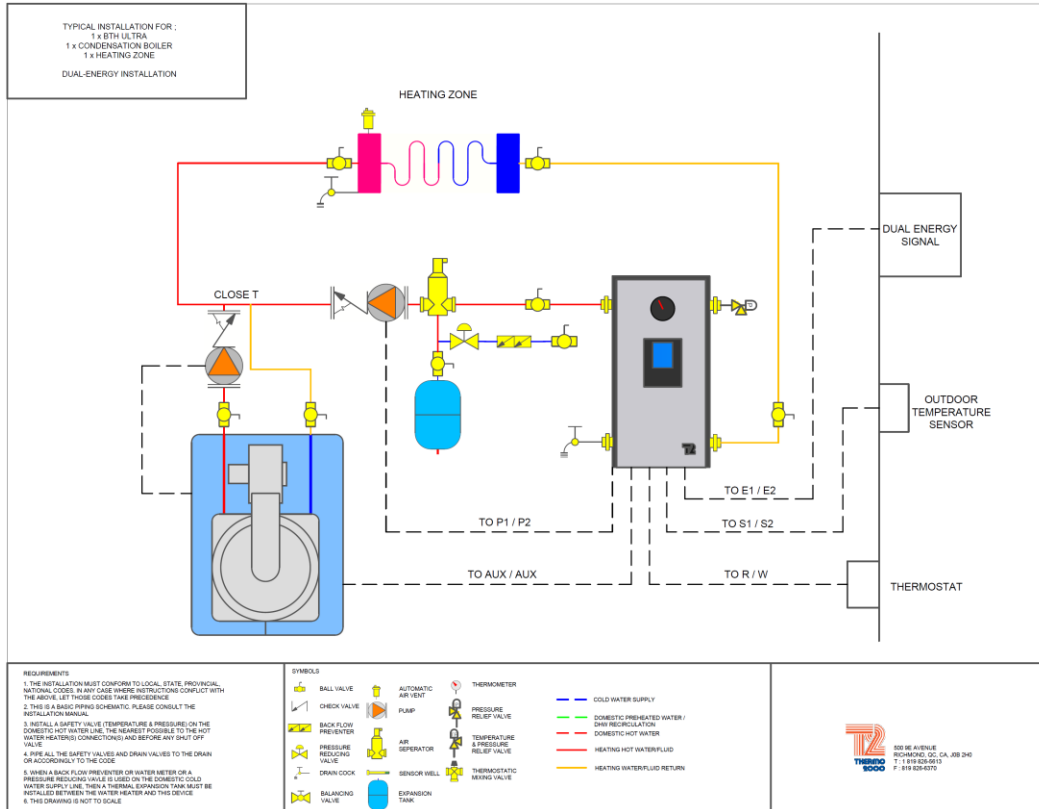 TYPICAL INSTALLATION FOR ;
1 x BTH ULTRA
1 x CONDENSATION BOILER
1 x HEATING ZONE
DUAL-ENERGY INSTALLATION
HEATING ZONE
DUAL ENERGY
SIGNAL
CLOSE T
OUTDOOR
TEMPERATURE
SENSOR
T2
TO E1 / E2
TO P1 / P2
TO S1 / S2
TO AUX / AUX
TO R / W
THERMOSTAT
REQUIREMENTS
1. THE INSTALLATION MUST CONFORM TO LOCAL, STATE, PROVINCIAL,
NATIONAL CODES. IN ANY CASE WHERE INSTRUCTIONS CONFLICT WITH
THE ABOVE, LET THOSE CODES TAKE PRECEDENCE
2. THIS IS A BASIC PIPING SCHEMATIC. PLEASE CONSULT THE
INSTALLATION MANUAL
3. INSTALL A SAFETY VALVE (TEMPERATURE & PRESSURE) ON THE
DOMESTIC HOT WATER LINE, THE NEAREST POSSIBLE TO THE HOT
WATER HEATER(S) CONNECTION(S) AND BEFORE ANY SHUT OFF
VALVE
4. PIPE ALL THE SAFETY VALVES AND DRAIN VALVES TO THE DRAIN
OR ACCORDINGLY TO THE CODE
5. WHEN A BACK FLOW PREVENTER OR WATER METER OR A
PRESSURE REDUCING VAVLE IS USED ON THE DOMESTIC COLD
WATER SUPPLY LINE, THEN A THERMAL EXPANSION TANK MUST BE
INSTALLED BETWEEN THE WATER HEATER AND THIS DEVICE
6. THIS DRAWING IS NOT TO SCALE
SYMBOLS
BALL VALVE
CHECK VALVE
BACK FLOW
PREVENTER
PRESSURE
REDUCING
VALVE
DRAIN COCK
BALANCING
VALVE
AUTOMATIC
AIR VENT
PUMP
AIR
SEPERATOR
SENSOR WELL
EXPANSION
TANK
THERMOMETER
PRESSURE
RELIEF VALVE
TEMPERATURE
& PRESSURE
RELIEF VALVE
THERMOSTATIC
MIXING VALVE
COLD WATER SUPPLY
DOMESTIC PREHEATED WATER /
DHW RECIRCULATION
DOMESTIC HOT WATER
HEATING HOT WATER/FLUID
HEATING WATER/FLUID RETURN
T2
THERMO
2000
500 9E AVENUE
RICHMOND, QC, CA, J0B 2H0
T : 1 819 826-5613
F : 819 826-6370